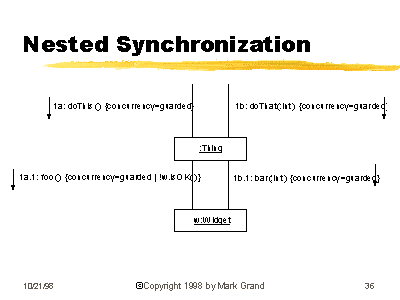 Nested Synchronization
1a: doThis() {concurrency=guarded}
1b: doThat(int) {concurrency=guarded}
:Thing
1a.1: foo() {concurrency=guarded | !w.isOK()}
1b.1: bar(int) {concurrency=guarded}
w:Widget
10/21/98
©Copyright 1998 by Mark Grand
36